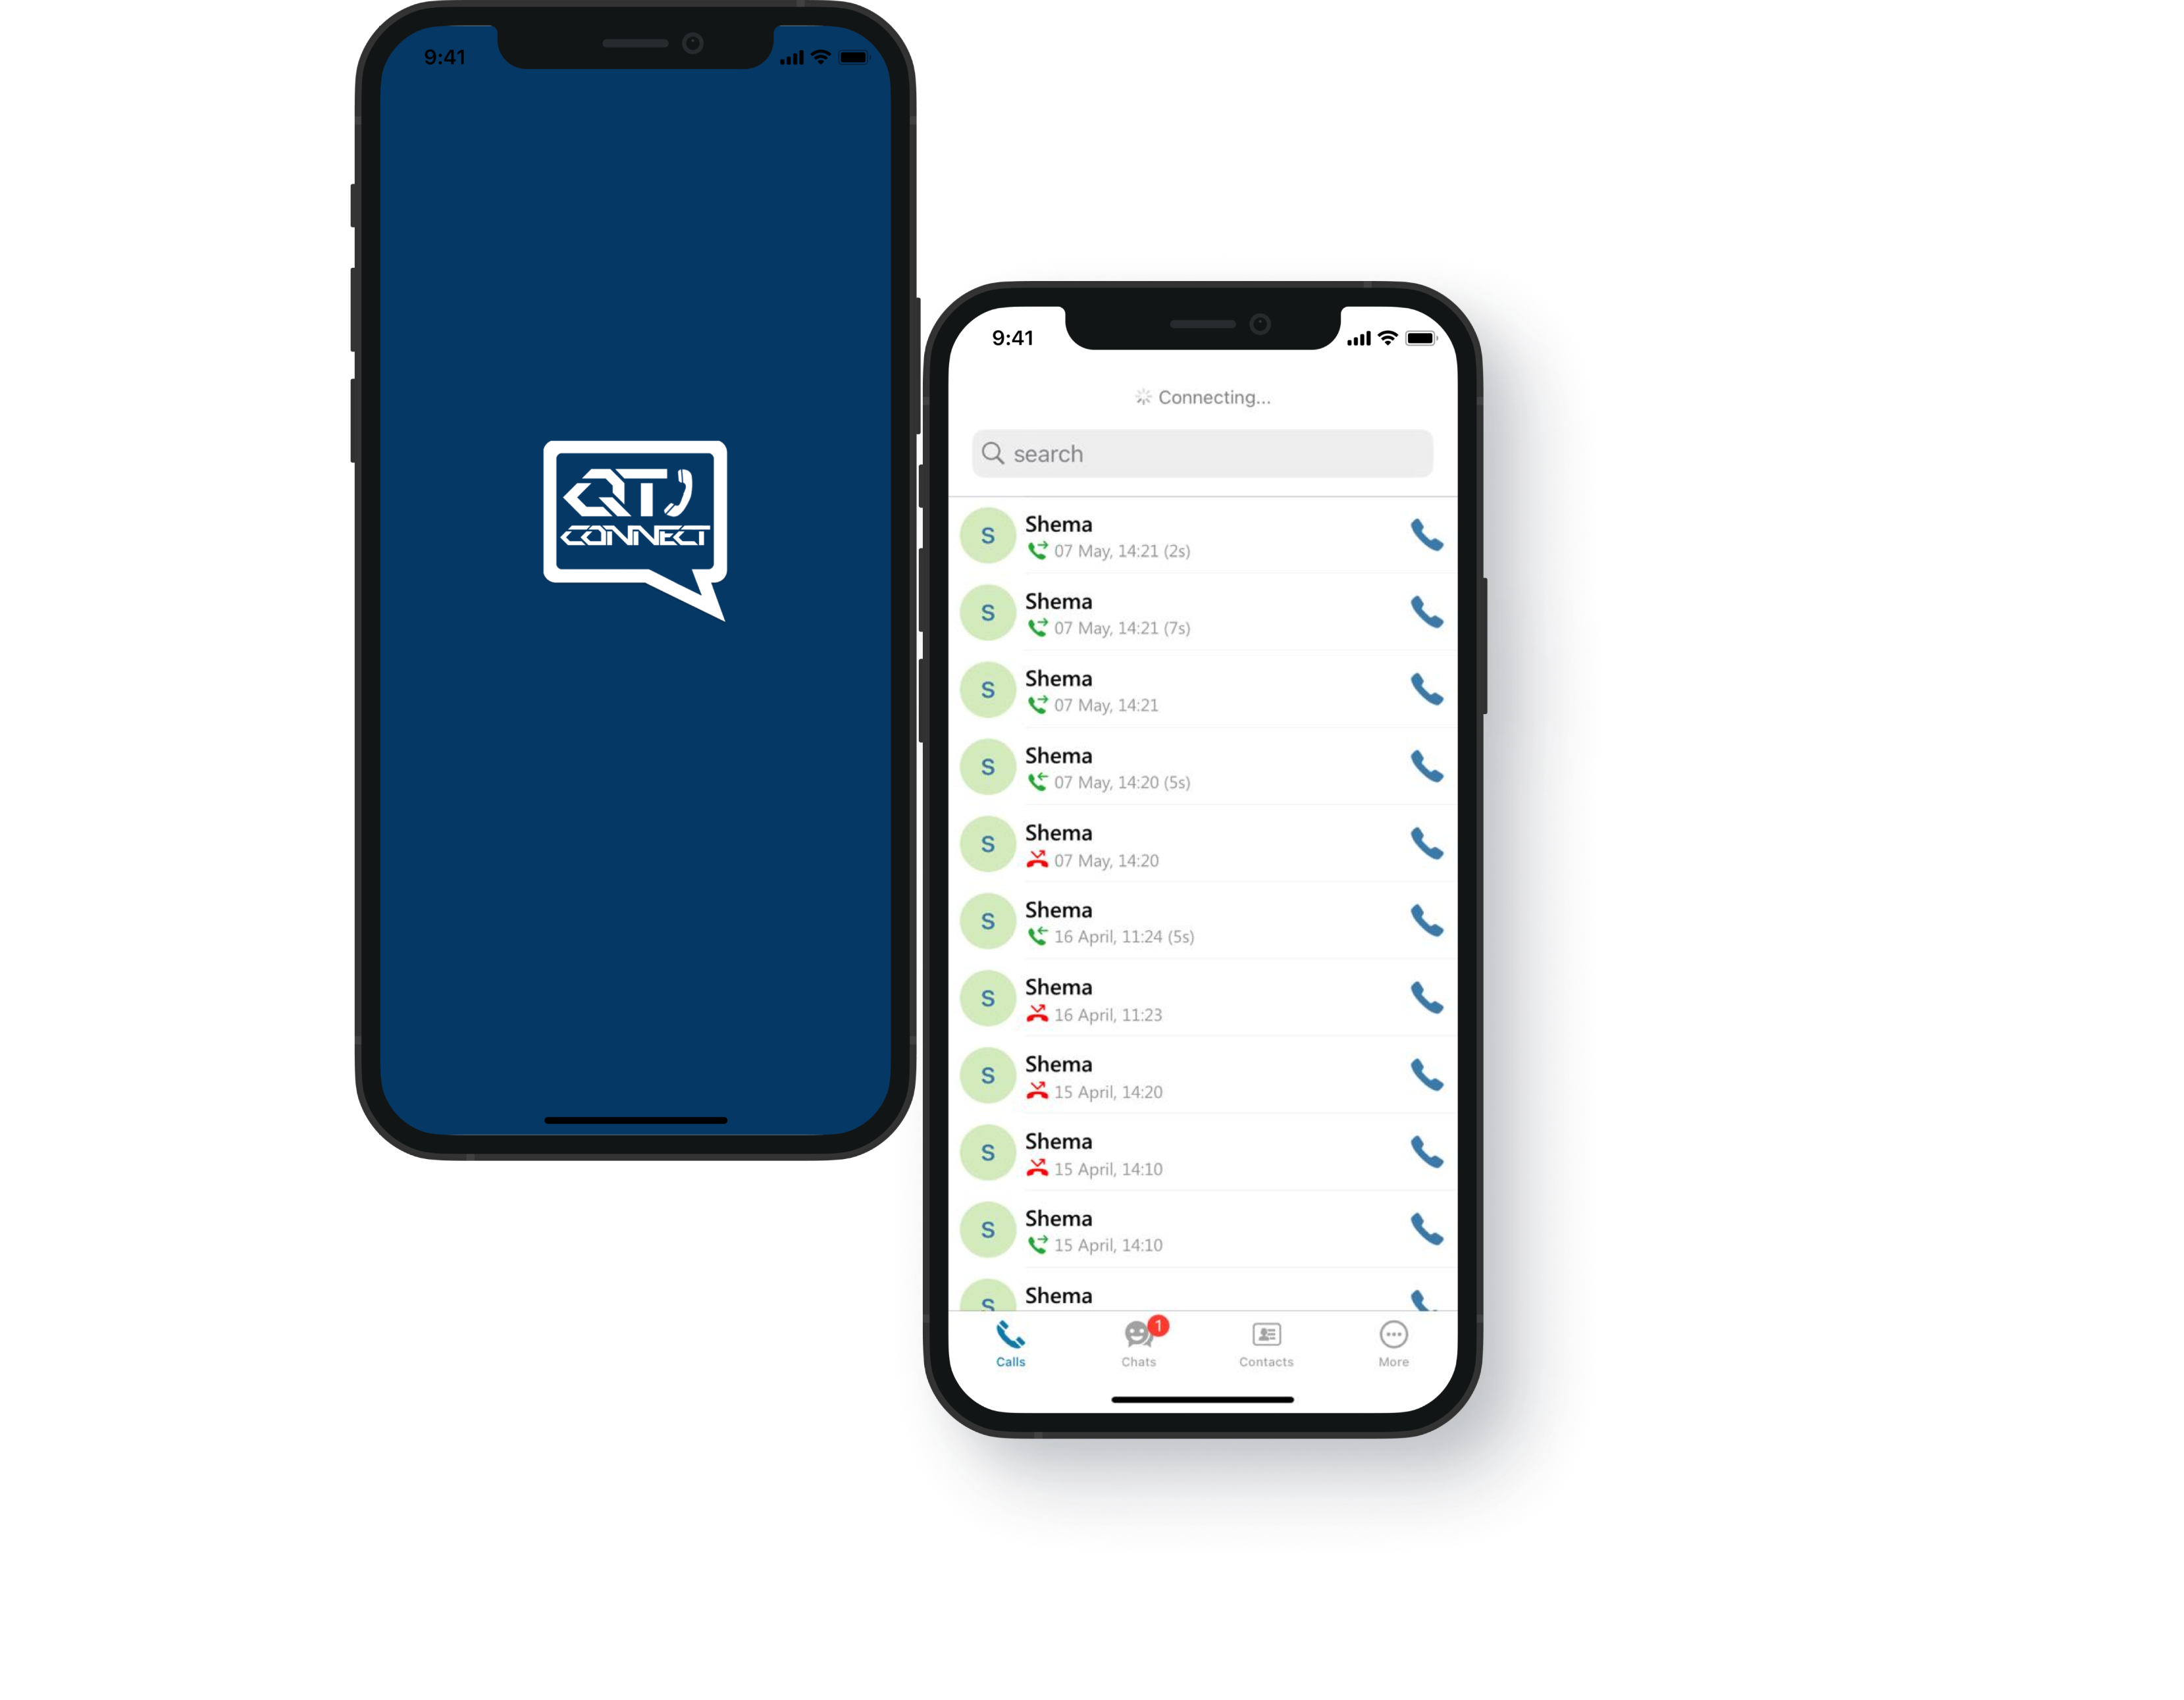 9:41
QT
CONNECT
9:41
Connecting...
search
S
Shema
07 May, 14:21 (2s)
S
Shema
07 May, 14:21 (7s)
S
Shema
07 May, 14:21
S
Shema
07 May, 14:20 (5s)
S
Shema
07 May, 14:20
S
Shema
16 April, 11:24 (5s)
S
Shema
16 April, 11:23
S
Shema
15 April, 14:20
S
Shema
15 April, 14:10
S
Shema
15 April, 14:10
S
Shema
1
Calls
Chats
Contacts
More